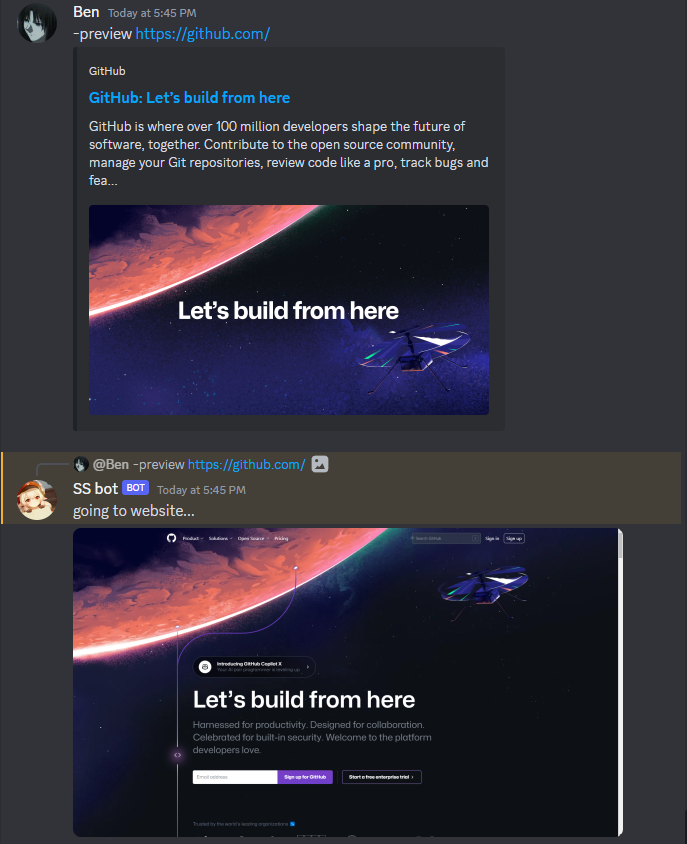 Ben Today at 5:45 PM
-preview https://github.com/
GitHub
GitHub: Let's build from here
GitHub is where over 100 million developers shape the future of
software, together. Contribute to the open source community,
manage your Git repositories, review code like a pro, track bugs and
fea...
Let's build from here
@Ben -preview https://github.com/
SS bot BOT Today at 5:45 PM
going to website...
Product Solutions Open Source Pricing Search GitHub / Sign in Sign up
Introducing GitHub Copilot X
Your AI pair programmer is leveling up
Let's build from here
Harnessed for productivity. Designed for collaboration.
Celebrated for built-in security. Welcome to the platform
developers love.
Email address Sign up for GitHub Start a free enterprise trial
Trusted by the world's leading organizations